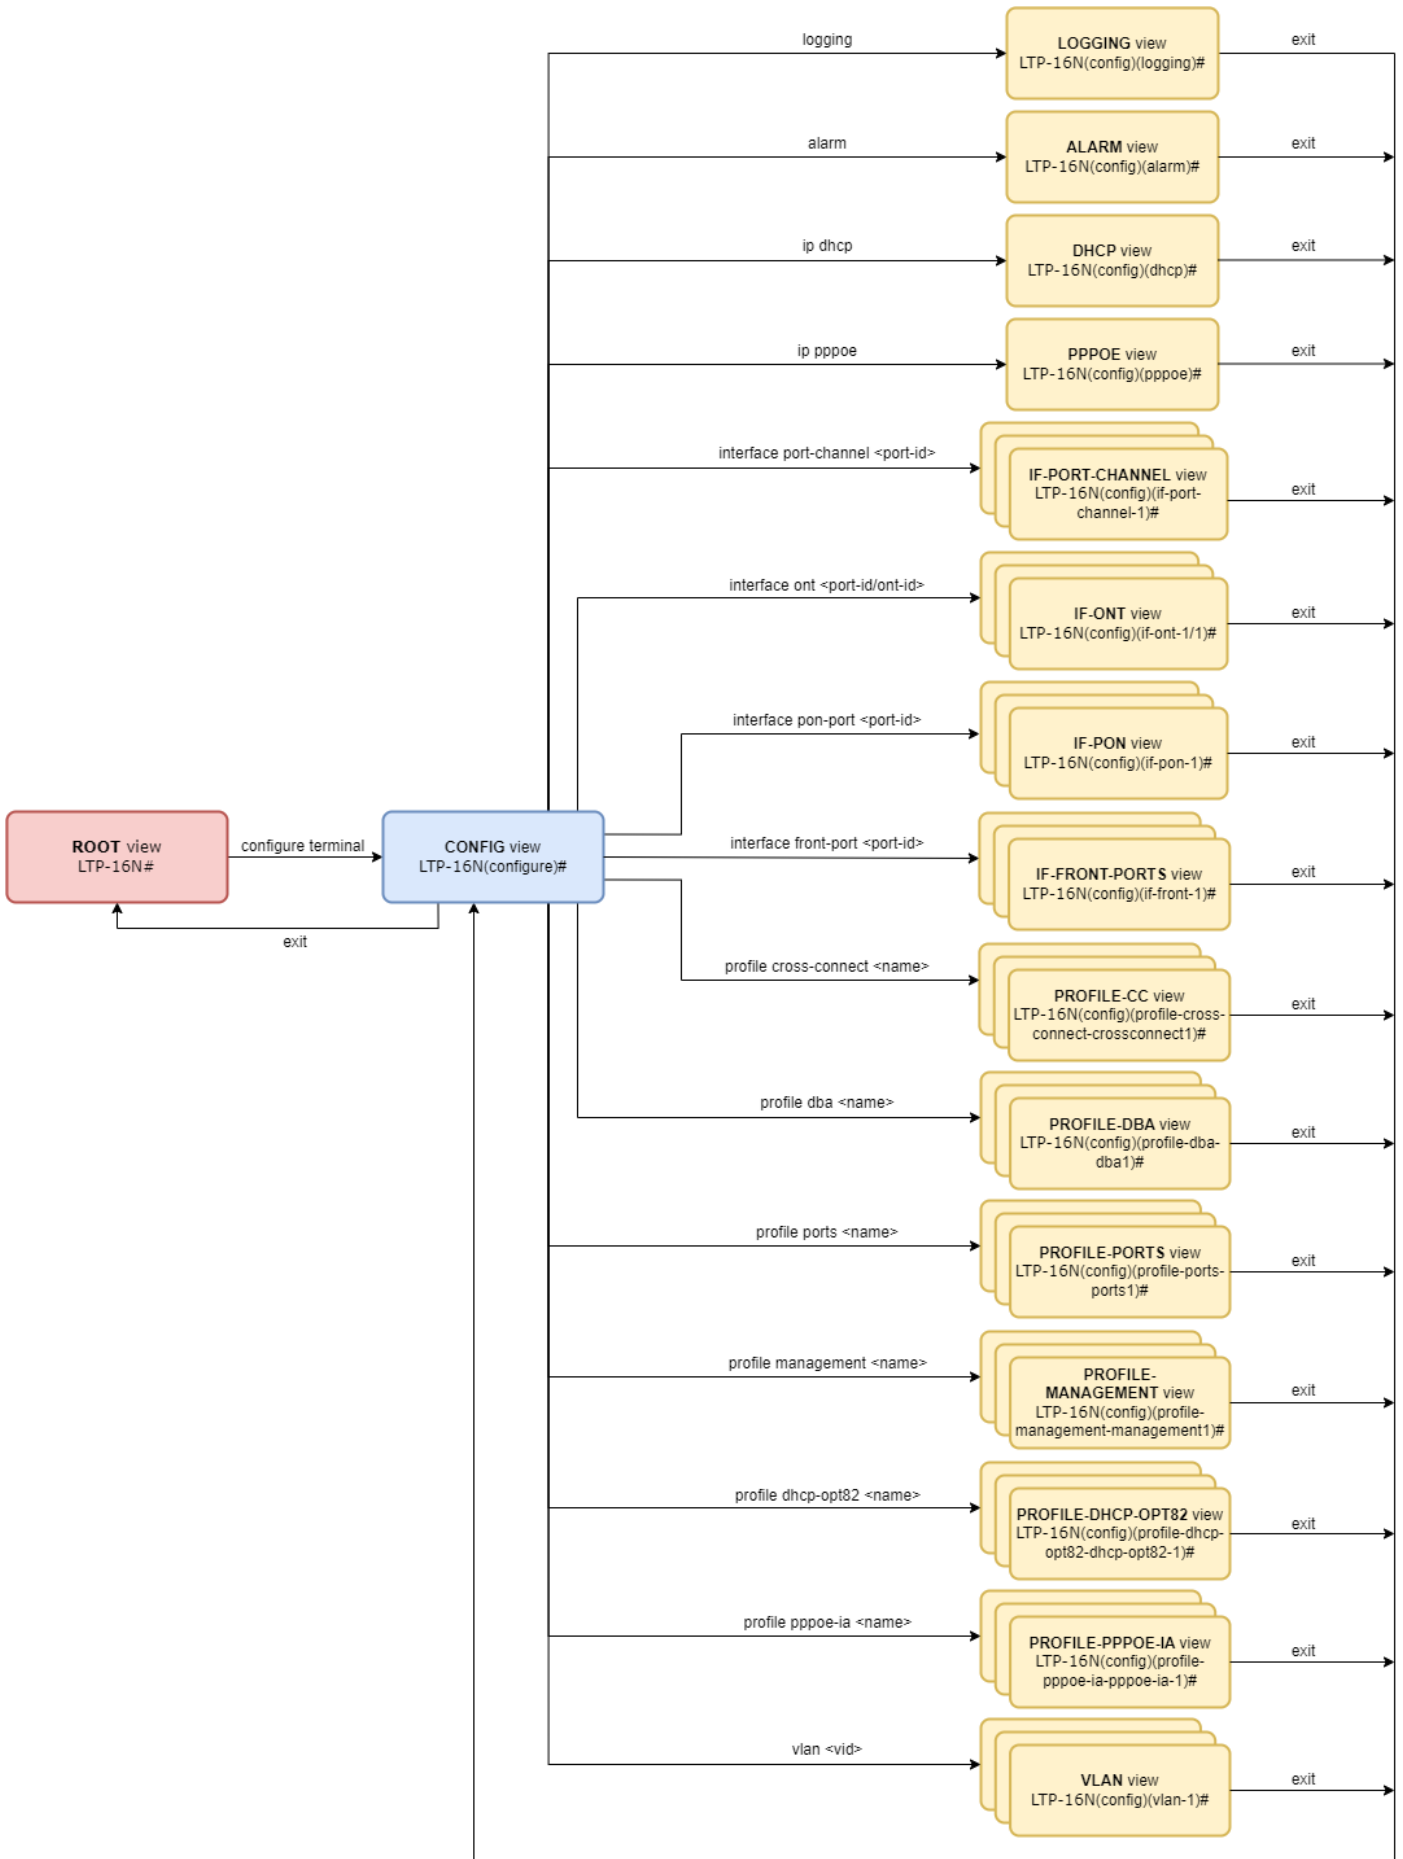 logging
LOGGING view
LTP-16N(config)(logging)#
exit
alarm
ALARM view
LTP-16N(config)(alarm)#
exit
ip dhcp
DHCP view
LTP-16N(config)(dhcp)#
exit
ip pppoe
PPPOE view
LTP-16N(config)(pppoe)#
exit
interface port-channel <port-id>
IF-PORT-CHANNEL view
LTP-16N(config)(if-port-
channel-1)#
exit
interface ont <port-id/ont-id>
IF-ONT view
LTP-16N(config)(if-ont-1/1)#
exit
interface pon-port <port-id>
IF-PON view
LTP-16N(config)(if-pon-1)#
exit
ROOT view
LTP-16N#
configure terminal
CONFIG view
LTP-16N(configure)#
exit
interface front-port <port-id>
IF-FRONT-PORTS view
LTP-16N(config)(if-front-1)#
exit
profile cross-connect <name>
PROFILE-CC view
LTP-16N(config)(profile-cross-
connect-crossconnect1)#
exit
profile dba <name>
PROFILE-DBA view
LTP-16N(config)(profile-dba-
dba1)#
exit
profile ports <name>
PROFILE-PORTS view
LTP-16N(config)(profile-ports-
ports1)#
exit
profile management <name>
PROFILE-
MANAGEMENT view
LTP-16N(config)(profile-
management-management1)#
exit
profile dhcp-opt82 <name>
PROFILE-DHCP-OPT82 view
LTP-16N(config)(profile-dhcp-
opt82-dhcp-opt82-1)#
exit
profile pppoe-ia <name>
PROFILE-PPPOE-IA view
LTP-16N(config)(profile-
pppoe-ia-pppoe-ia-1)#
exit
vlan <vid>
VLAN view
LTP-16N(config)(vlan-1)#
exit